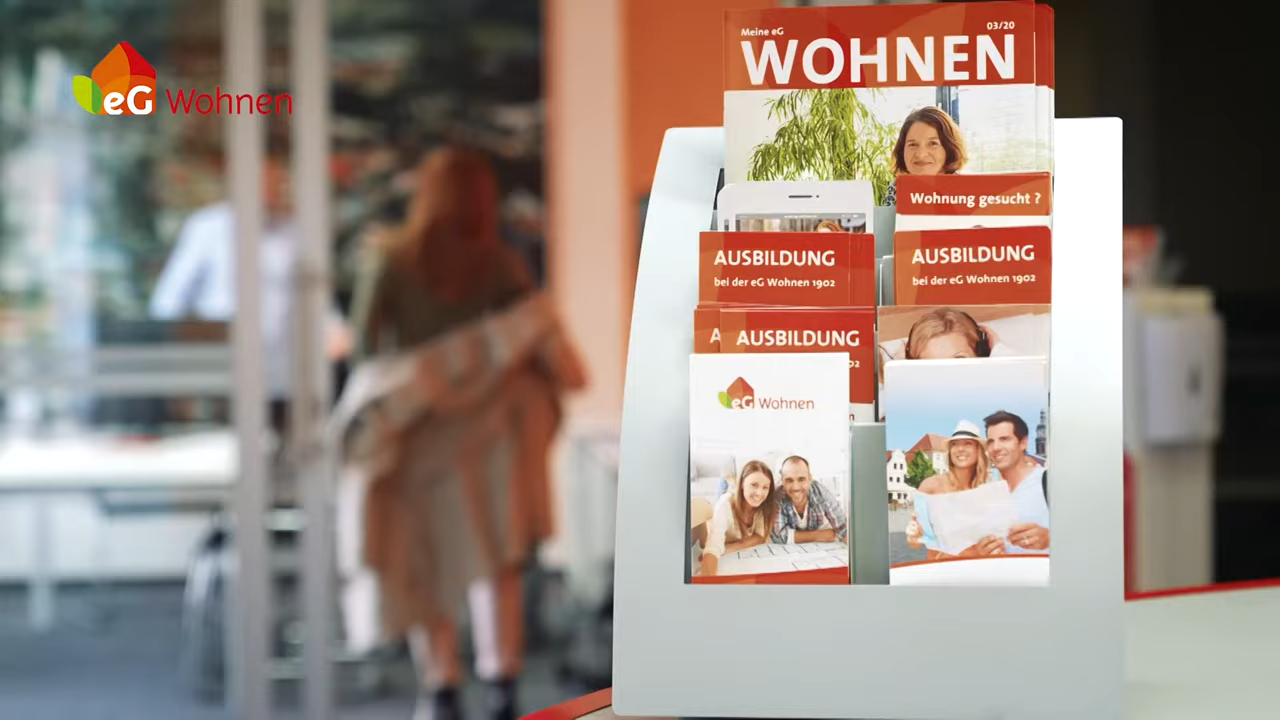 eG Wohnen
Meine eG
03/20
WOHNEN
Wohnung gesucht ?
AUSBILDUNG
bei der eG Wohnen 1902
AUSBILDUNG
bei der eG Wohnen 1902
A
AUSBILDUNG
02
eG Wohnen
n